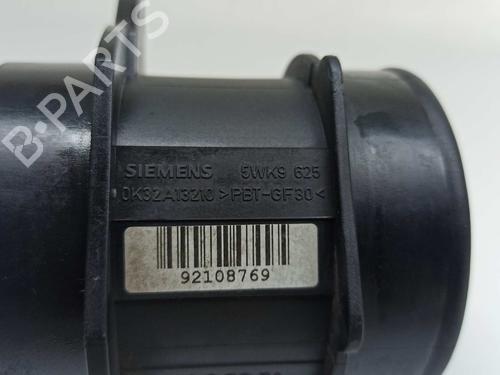 B-PARTS
SIEMENS 5WK9 625
0K32A13210 >PBT-GF30<
92108769